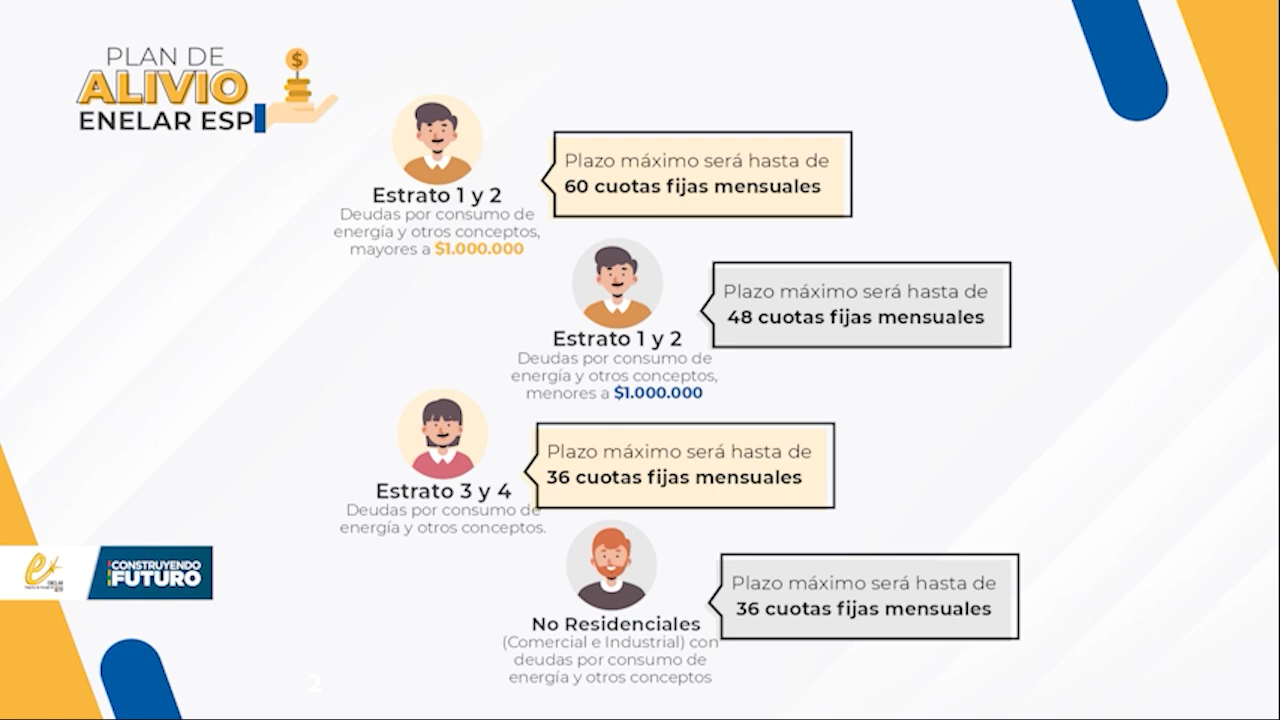 PLAN DE
ALIVIO
ENELAR ESP
$
Estrato 1 y 2
Deudas por consumo de
energía y otros conceptos,
mayores a $1.000.000
Plazo máximo será hasta de
60 cuotas fijas mensuales
Estrato 1 y 2
Deudas por consumo de
energía y otros conceptos,
menores a $1.000.000
Plazo máximo será hasta de
48 cuotas fijas mensuales
Estrato 3 y 4
Deudas por consumo de
energía y otros conceptos.
Plazo máximo será hasta de
36 cuotas fijas mensuales
No Residenciales
(Comercial e Industrial) con
deudas por consumo de
energía y otros conceptos
Plazo máximo será hasta de
36 cuotas fijas mensuales
ENELAR
CONSTRUYENDO
FUTURO
2